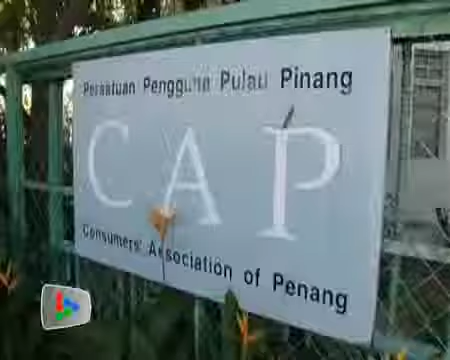 Persatuan Pengguna Pulau Pinang
CAP
Consumers' Association of Penang